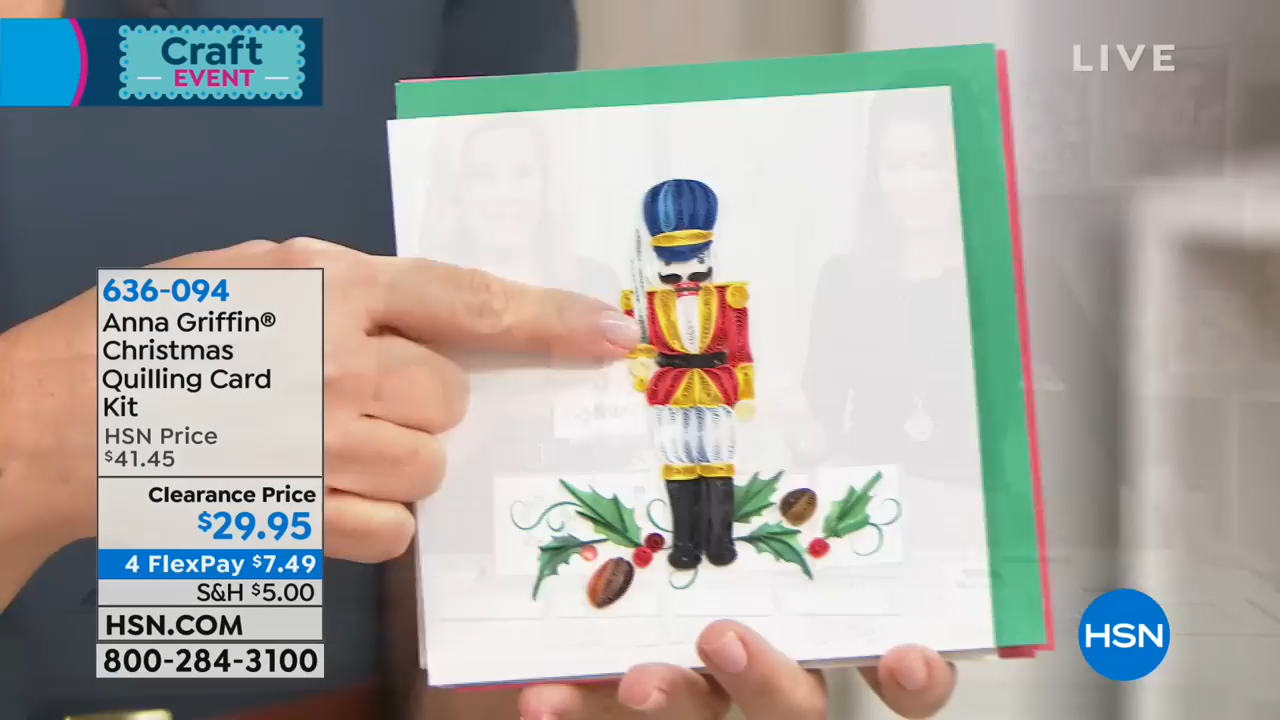 Craft
EVENT
LIVE
636-094
Anna Griffin®
Christmas
Quilling Card
Kit
HSN Price
$41.45
Clearance Price
$29.95
4 FlexPay $7.49
S&H $5.00
HSN.COM
800-284-3100
HSN